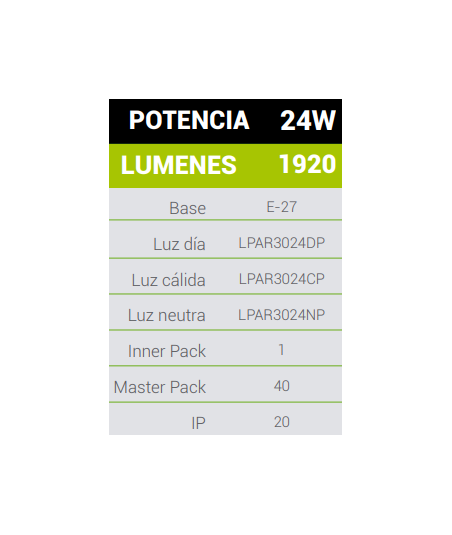 POTENCIA 24W
LUMENES 1920
Base E-27
Luz día LPAR3024DP
Luz cálida LPAR3024CP
Luz neutra LPAR3024NP
Inner Pack 1
Master Pack 40
IP 20